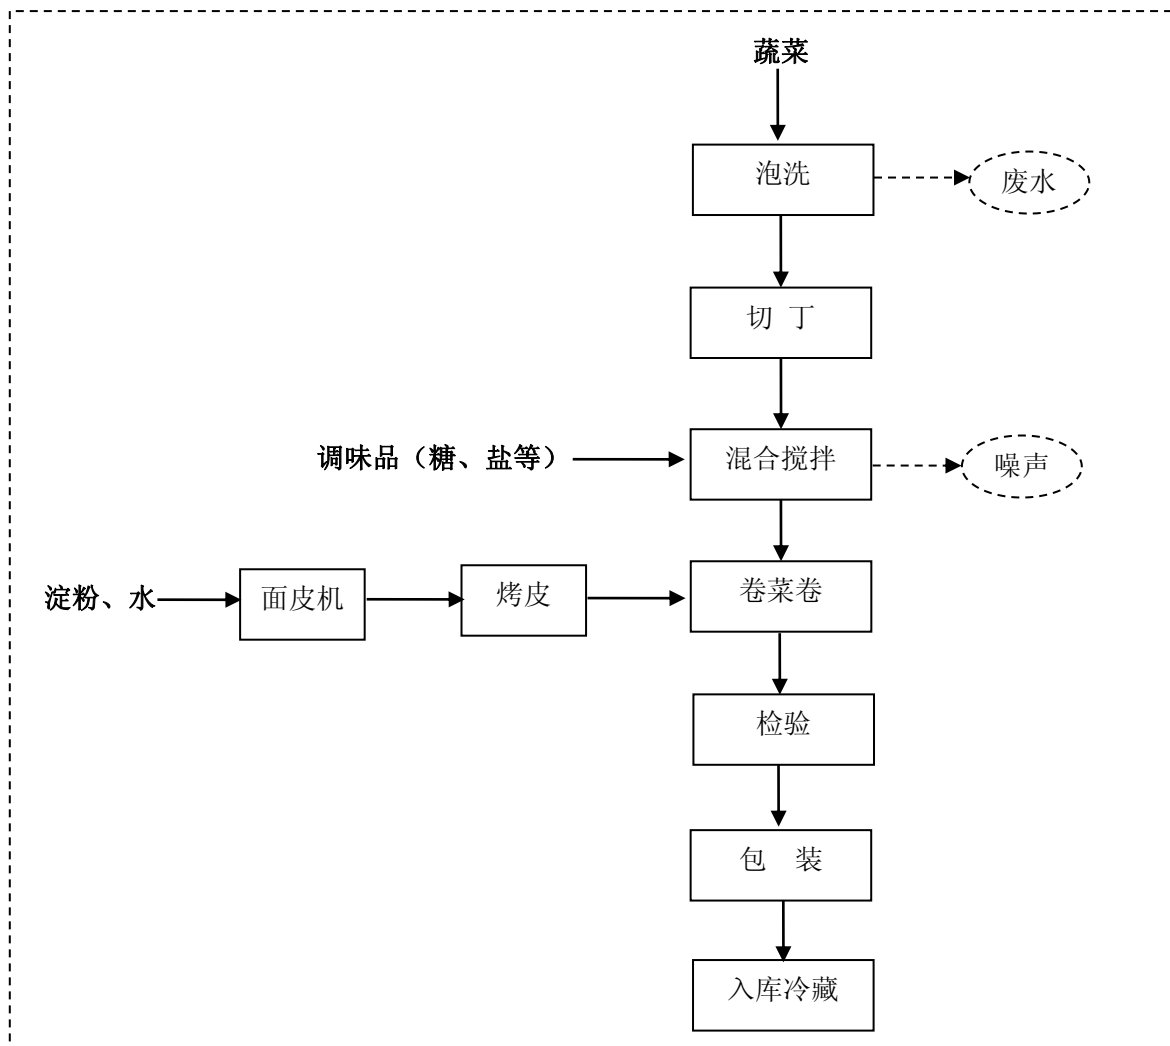 蔬菜
泡洗
废水
切 丁
调味品（糖、盐等）
混合搅拌
噪声
淀粉、水
面皮机
烤皮
卷菜卷
检验
包 装
入库冷藏